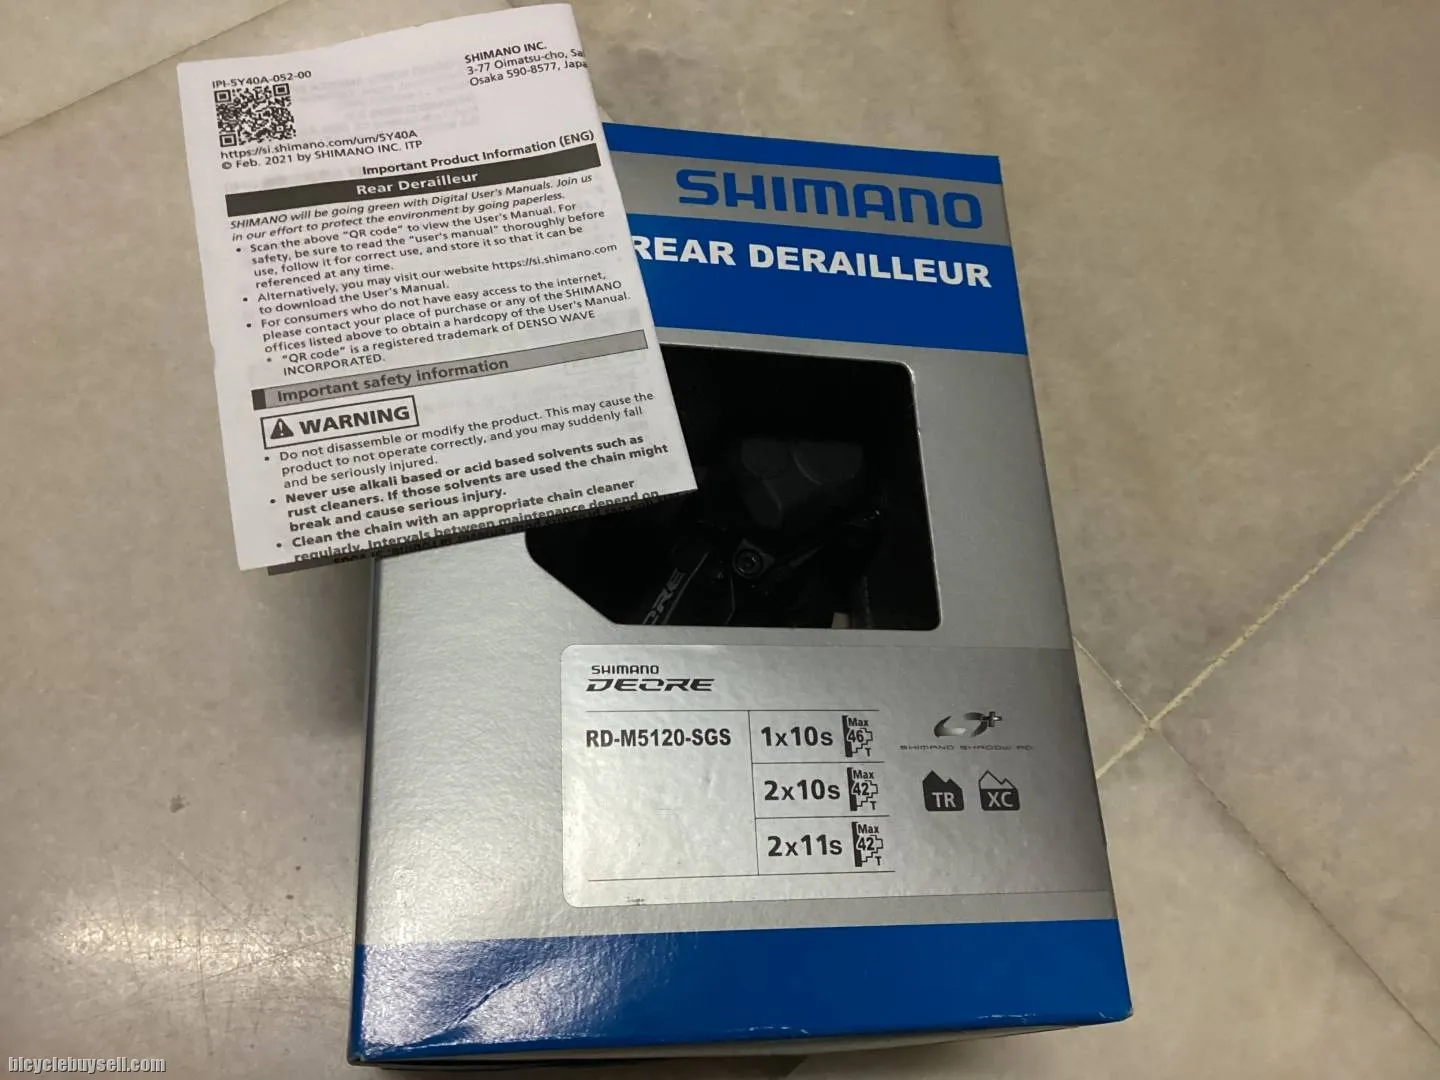 IPI-5Y40A-052-00
SHIMANO INC.
3-77 Oimatsu-cho, Sa
Osaka 590-8577, Japa
https://si.shimano.com/um/5Y40A
© Feb. 2021 by SHIMANO INC. ITP
Important Product Information (ENG)
Rear Derailleur
SHIMANO will be going green with Digital User's Manuals. Join us
in our effort to protect the environment by going paperless.
• Scan the above "QR code" to view the User's Manual. For
safety, be sure to read the "user's manual" thoroughly before
use, follow it for correct use, and store it so that it can be
referenced at any time.
• Alternatively, you may visit our website https://si.shimano.com
to download the User's Manual.
• For consumers who do not have easy access to the internet,
please contact your place of purchase or any of the SHIMANO
offices listed above to obtain a hardcopy of the User's Manual.
* "QR code" is a registered trademark of DENSO WAVE
INCORPORATED.
Important safety information
WARNING
• Do not disassemble or modify the product. This may cause the
product to not operate correctly, and you may suddenly fall
and be seriously injured.
• Never use alkali based or acid based solvents such as
rust cleaners. If those solvents are used the chain might
break and cause serious injury.
• Clean the chain with an appropriate chain cleaner
regularly. Intervals between maintenance depend on
SHIMANO
REAR DERAILLEUR
ORE
SHIMANO
DEORE
RD-M5120-SGS
1x10s
Max
46
T
2x10s
Max
42
T
2x11s
Max
42
T
SHIMANO SHADOW RD
TR
XC
bicyclebuysell.com